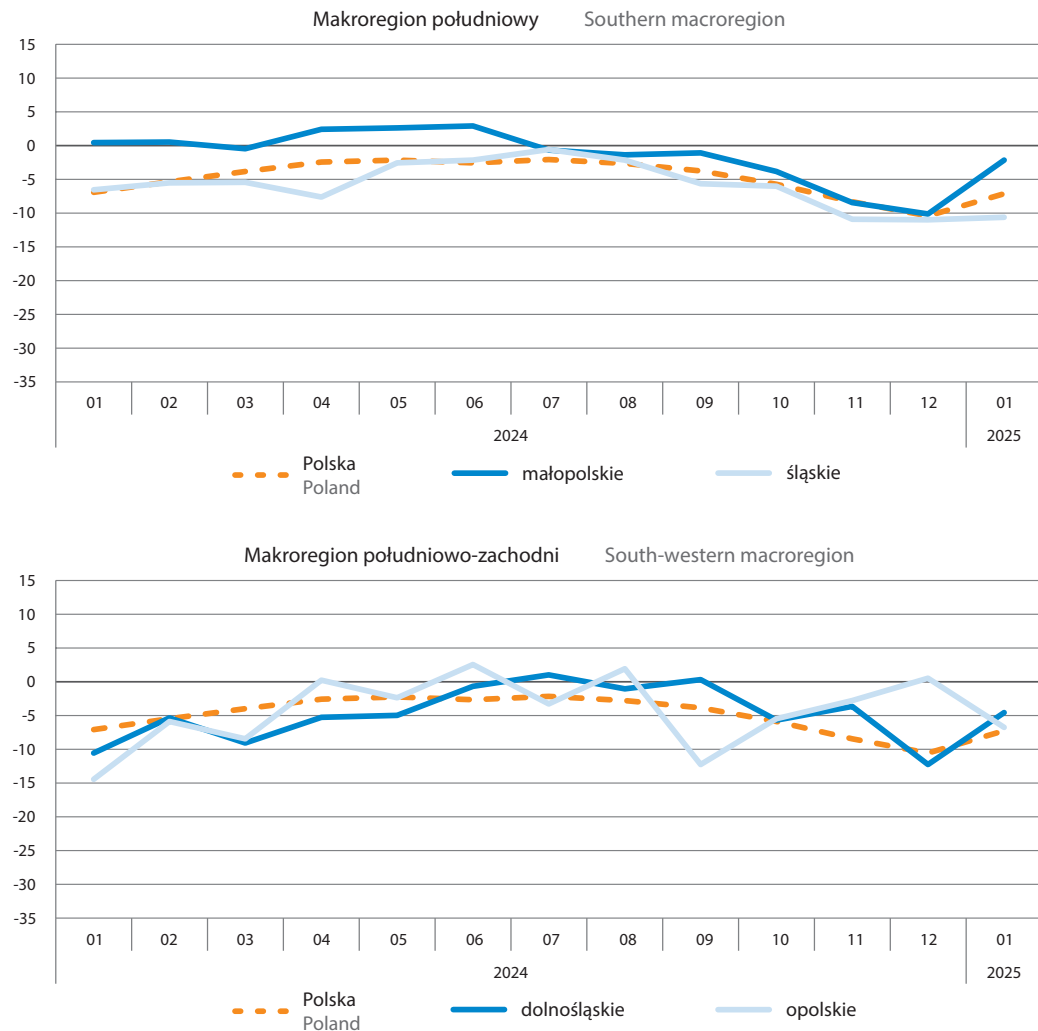 Makroregion południowy Southern macroregion
15
10
5
0
-5
-10
-15
-20
-25
-30
-35
01 02 03 04 05 06 07 08 09 10 11 12 01
2024 2025
Polska
Poland
małopolskie śląskie
Makroregion południowo-zachodni South-western macroregion
15
10
5
0
-5
-10
-15
-20
-25
-30
-35
01 02 03 04 05 06 07 08 09 10 11 12 01
2024 2025
Polska
Poland
dolnośląskie opolskie